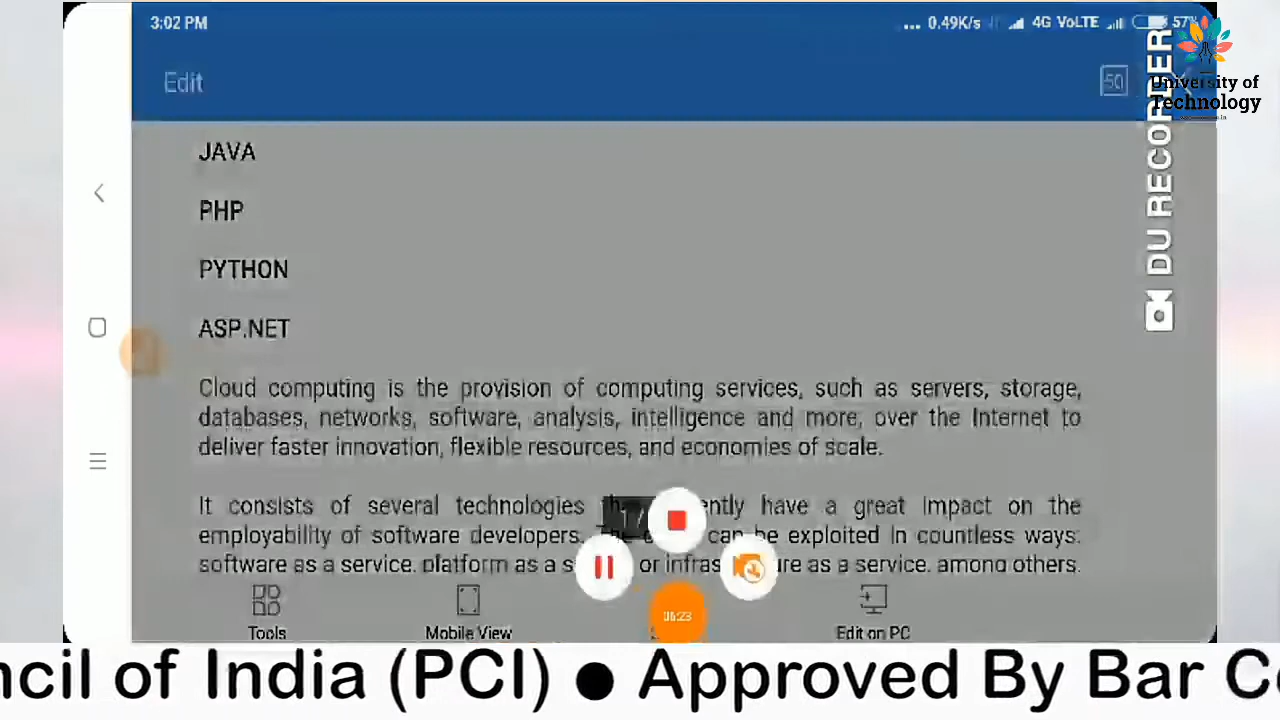 3:02 PM
... 0.49K/s 4G VoLTE 57%
Edit
50
University of
Technology
DU RECORDER
JAVA
PHP
PYTHON
ASP.NET
Cloud computing is the provision of computing services, such as servers, storage,
databases, networks, software, analysis, intelligence and more, over the Internet to
deliver faster innovation, flexible resources, and economies of scale.
It consists of several technologies have a great impact on the
employability of software developers. can be exploited in countless ways:
software as a service, platform as a or as a service, among others.
17
06:23
Tools
Mobile View
Edit on PC
ncil of India (PCI) ● Approved By Bar Co